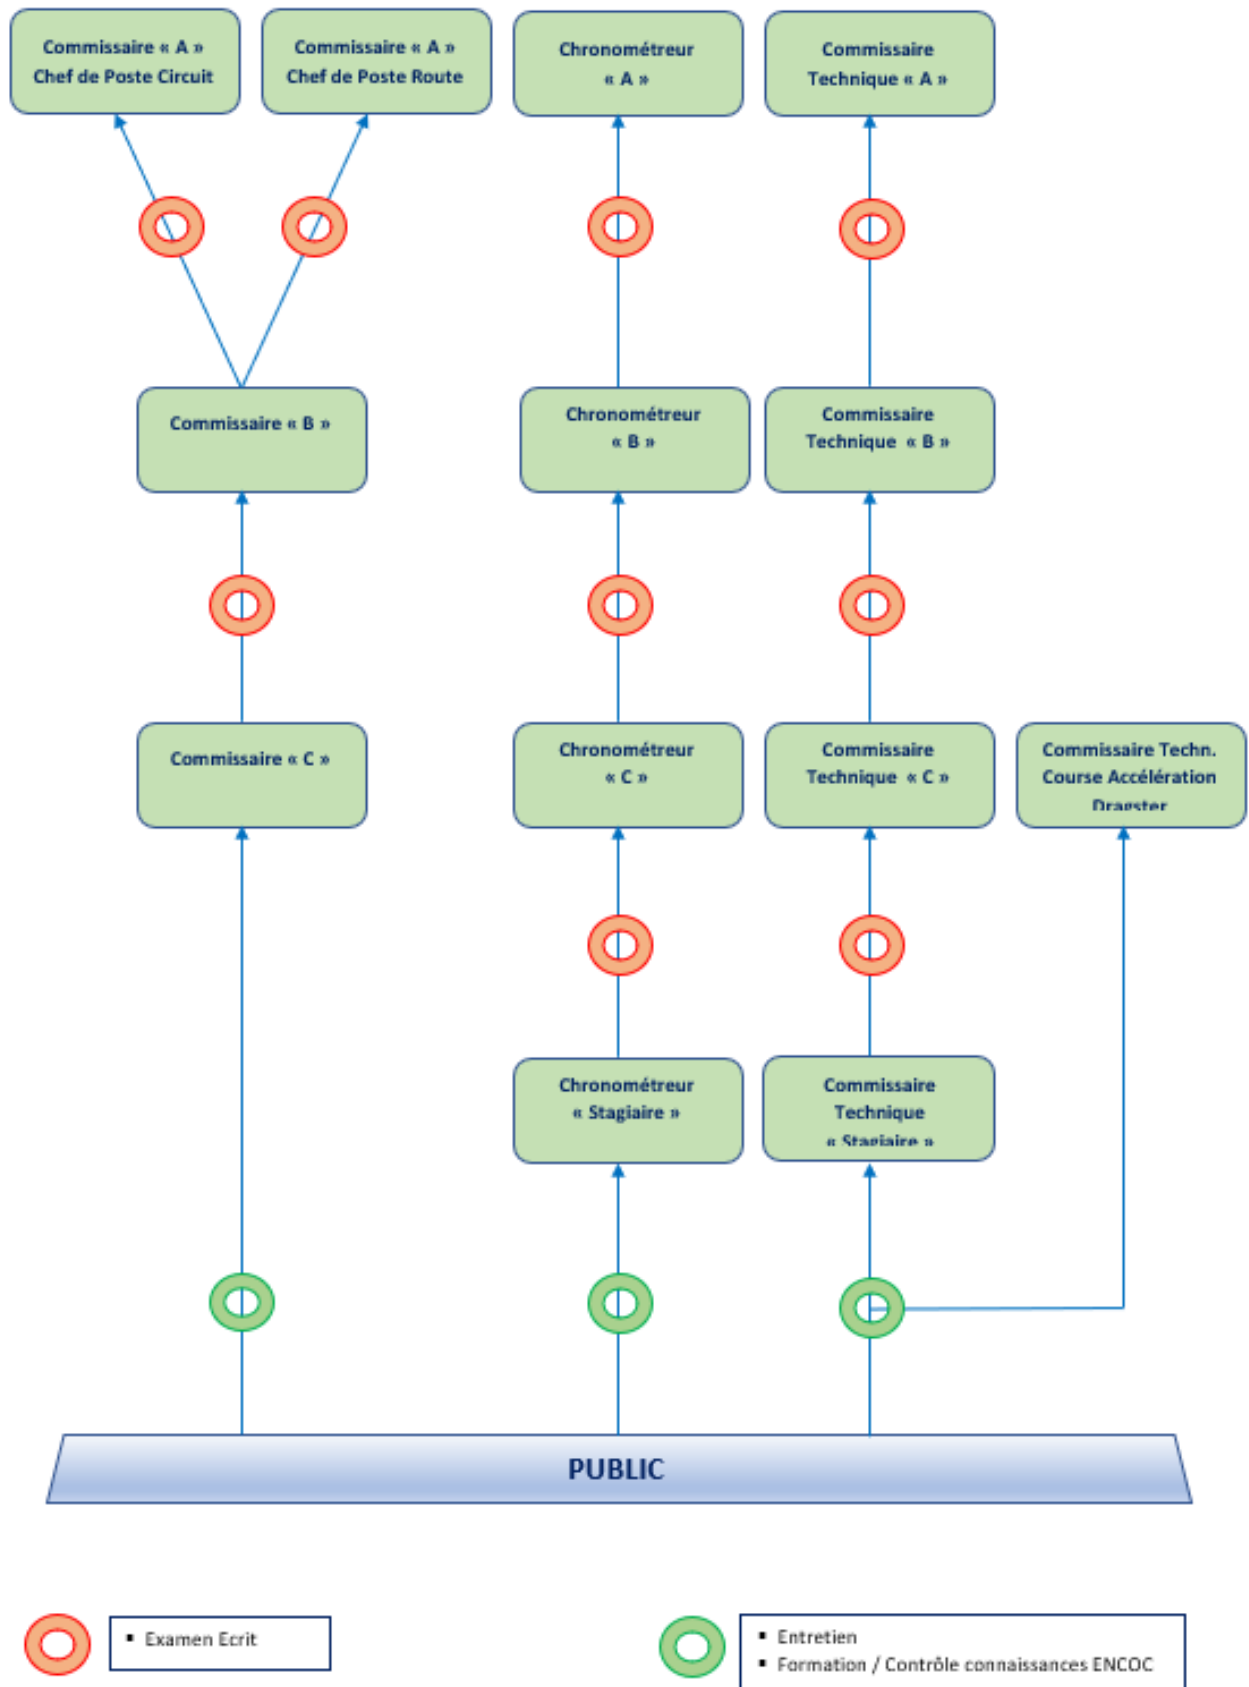 Commissaire « A »
Chef de Poste Circuit
Commissaire « A »
Chef de Poste Route
Chronométreur
« A »
Commissaire
Technique « A »
Commissaire « B »
Chronométreur
« B »
Commissaire
Technique « B »
Commissaire « C »
Chronométreur
« C »
Commissaire
Technique « C »
Commissaire Techn.
Course Accélération
Dragster
Chronométreur
« Stagiaire »
Commissaire
Technique
« Stagiaire »
PUBLIC
▪ Examen Ecrit
▪ Entretien
▪ Formation / Contrôle connaissances ENCOC